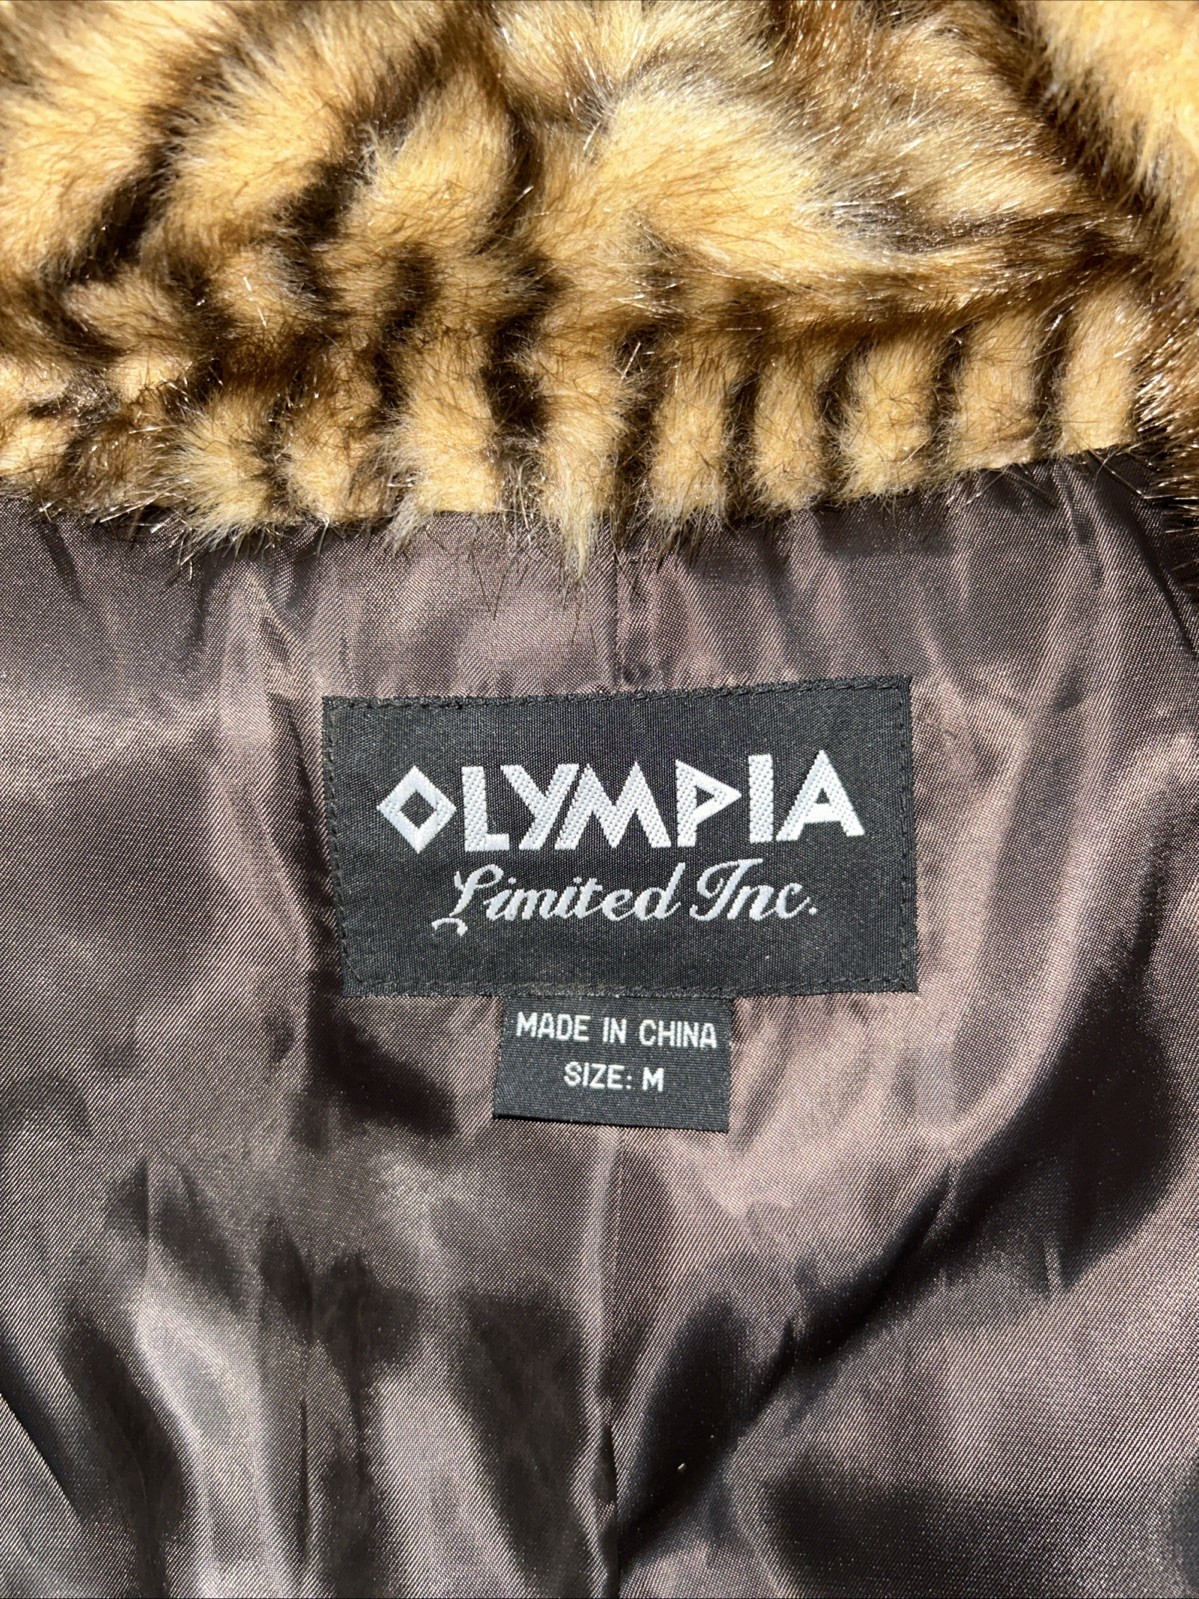 OLYMPIA
Limited Inc.
MADE IN CHINA
SIZE: M